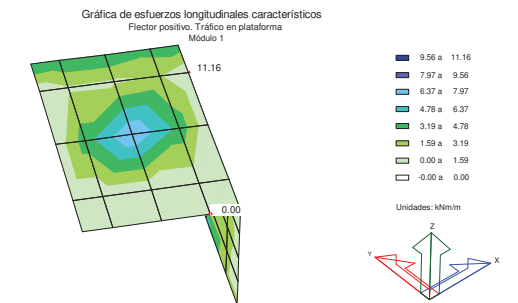 Gráfica de esfuerzos longitudinales característicos
Flector positivo. Tráfico en plataforma
Módulo 1
11.16
0.00
9.56 a 11.16
7.97 a 9.56
6.37 a 7.97
4.78 a 6.37
3.19 a 4.78
1.59 a 3.19
0.00 a 1.59
-0.00 a 0.00
Unidades: kNm/m
Z
Y
X